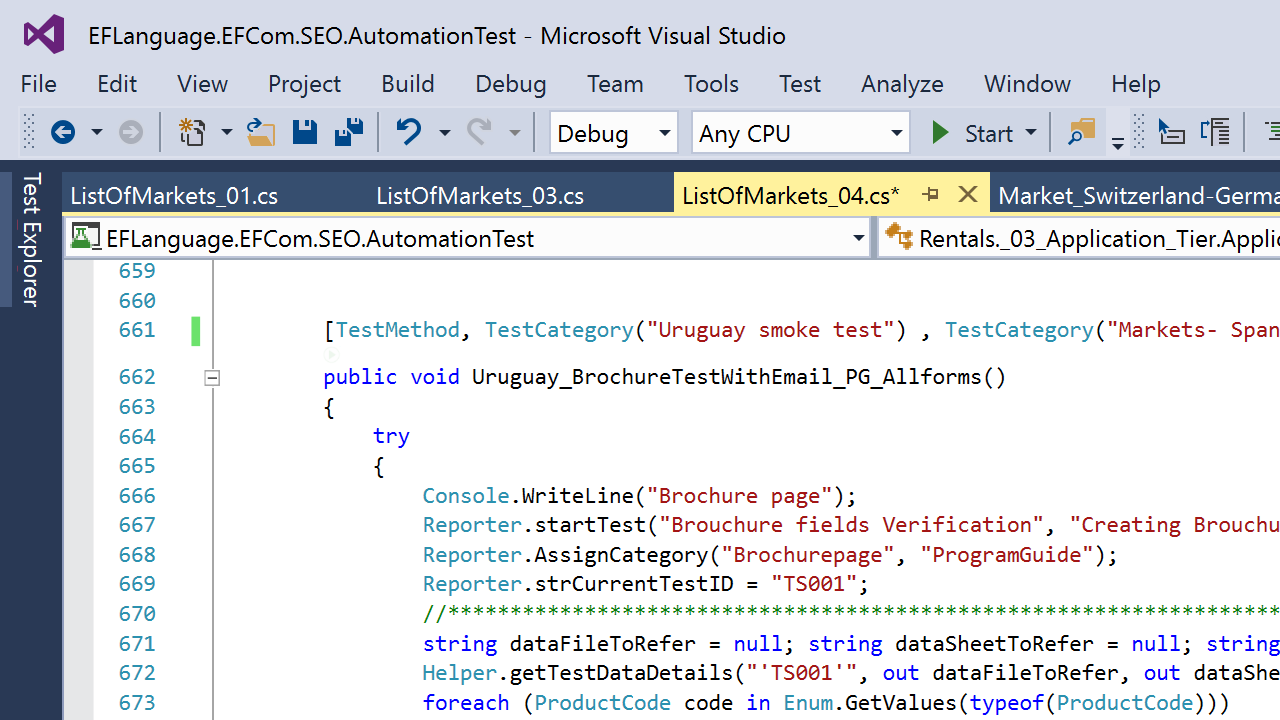 EFLanguage.EFCom.SEO.AutomationTest - Microsoft Visual Studio
File Edit View Project Build Debug Team Tools Test Analyze Window Help
Debug Any CPU Start
Test Explorer
ListOfMarkets_01.cs ListOfMarkets_03.cs ListOfMarkets_04.cs* Market_Switzerland-Germa
EFLanguage.EFCom.SEO.AutomationTest Rentals._03_Application_Tier.Applic
659
660
661 [TestMethod, TestCategory("Uruguay smoke test") , TestCategory("Markets- Span
662 public void Uruguay_BrochureTestWithEmail_PG_Allforms()
663 {
664 try
665 {
666 Console.WriteLine("Brochure page");
667 Reporter.startTest("Brouchure fields Verification", "Creating Brouchu
668 Reporter.AssignCategory("Brochurepage", "ProgramGuide");
669 Reporter.strCurrentTestID = "TS001";
670 //*******************************************************************
671 string dataFileToRefer = null; string dataSheetToRefer = null; string
672 Helper.getTestDataDetails("'TS001'", out dataFileToRefer, out dataShe
673 foreach (ProductCode code in Enum.GetValues(typeof(ProductCode)))